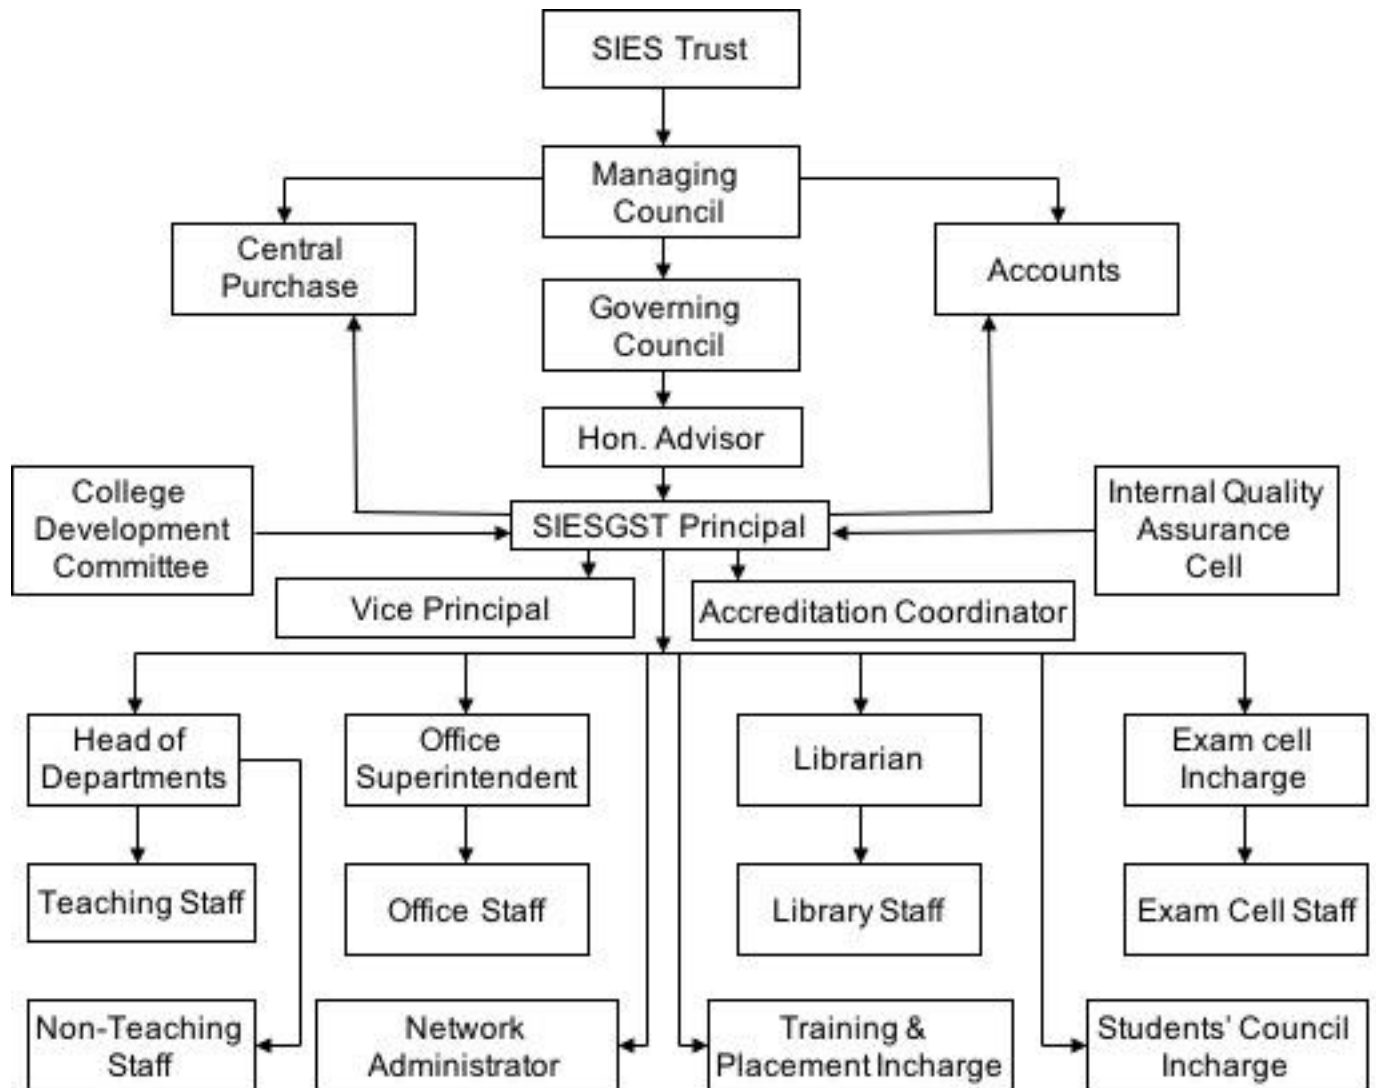 SIES Trust
Managing
Council
Central
Purchase
Accounts
Governing
Council
Hon. Advisor
College
Development
Committee
SIESGST Principal
Internal Quality
Assurance
Cell
Vice Principal
Accreditation Coordinator
Head of
Departments
Office
Superintendent
Librarian
Exam cell
Incharge
Teaching Staff
Office Staff
Library Staff
Exam Cell Staff
Non-Teaching
Staff
Network
Administrator
Training &
Placement Incharge
Students' Council
Incharge